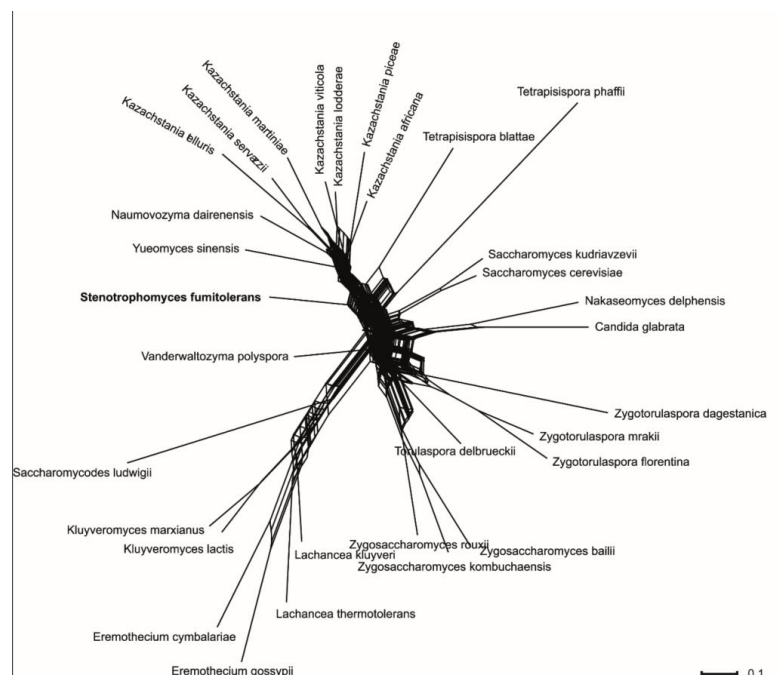 Kazachstania piceae
Kazachstania lodderae
Kazachstania viticola
Kazachstania martiniae
Kazachstania servazzii
Kazachstania telluris
Kazachstania africana
Tetrapisispora phaffii
Tetrapisispora blattae
Naumovozyma dairenensis
Yueomyces sinensis
Saccharomyces kudriavzevii
Saccharomyces cerevisiae
Stenotrophomyces fumitolerans
Nakaseomyces delphensis
Candida glabrata
Vanderwaltozyma polyspora
Zygotorulaspora dagestanica
Zygotorulaspora mrakii
Torulaspora delbrueckii
Zygotorulaspora florentina
Saccharomycodes ludwigii
Kluyveromyces marxianus
Kluyveromyces lactis
Zygosaccharomyces rouxii
Zygosaccharomyces bailii
Lachancea kluyveri
Zygosaccharomyces kombuchaensis
Lachancea thermotolerans
Eremothecium cymbalariae
Eremothecium gossypii
0.1